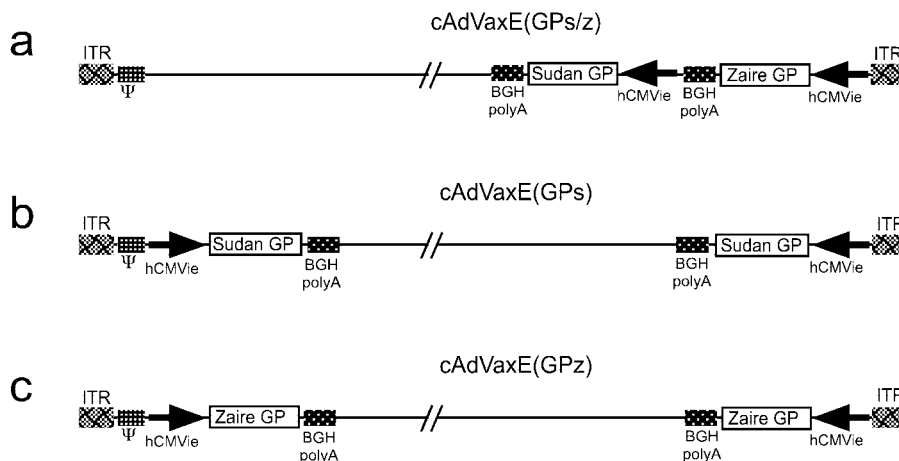 a
cAdVaxE(GPs/z)
ITR
ITR
Ψ
BGH polyA
Sudan GP
hCMVie
BGH polyA
Zaire GP
hCMVie
b
cAdVaxE(GPs)
ITR
ITR
Ψ
hCMVie
Sudan GP
BGH polyA
BGH polyA
Sudan GP
hCMVie
c
cAdVaxE(GPz)
ITR
ITR
Ψ
hCMVie
Zaire GP
BGH polyA
BGH polyA
Zaire GP
hCMVie